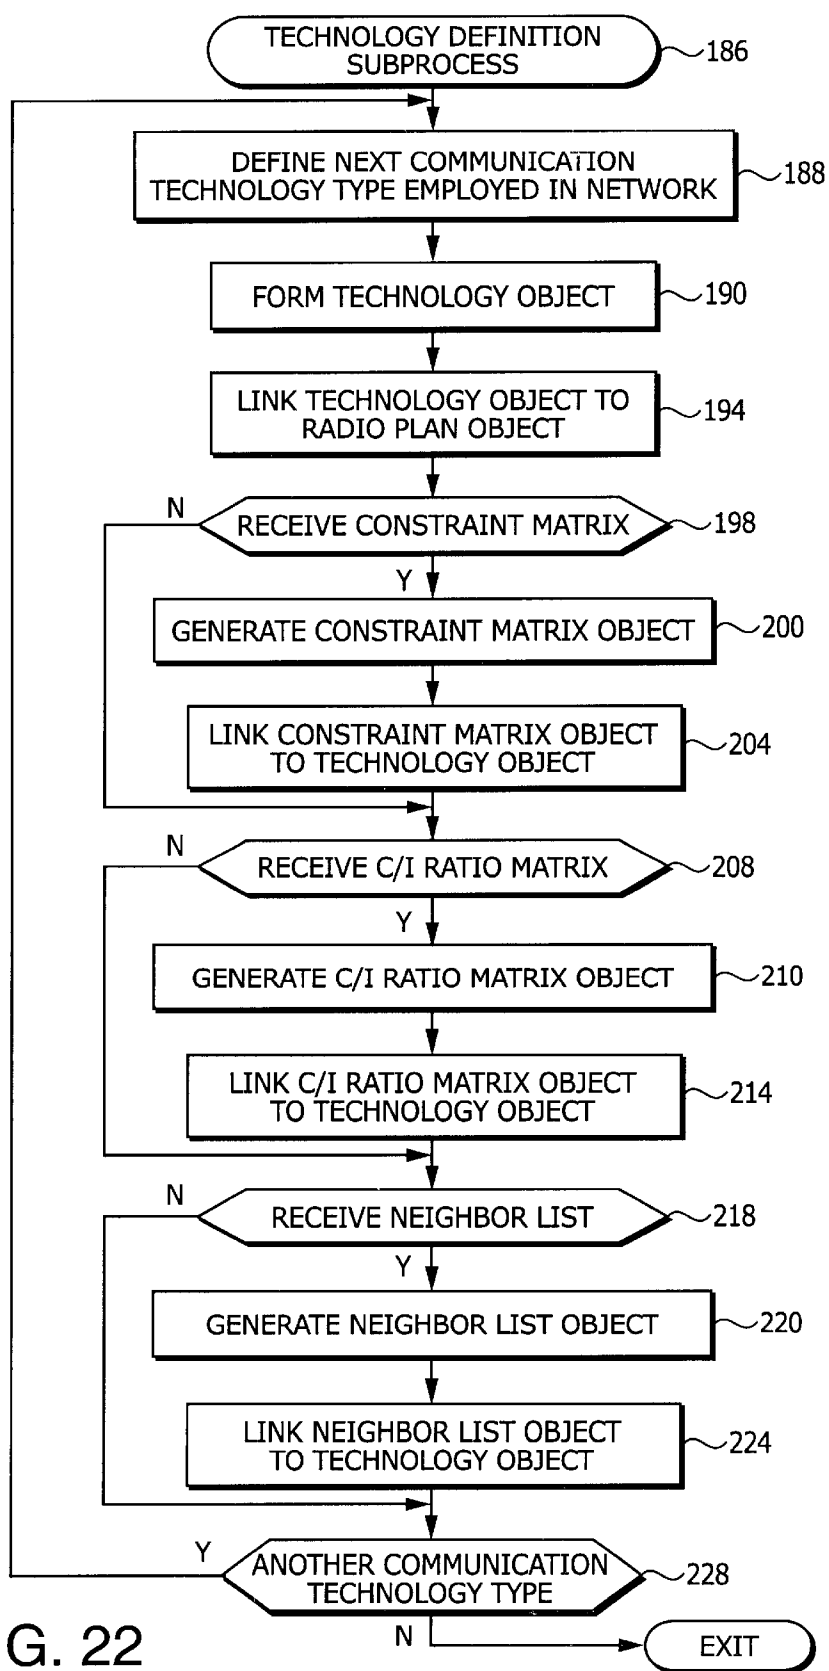 TECHNOLOGY DEFINITION
SUBPROCESS
186
DEFINE NEXT COMMUNICATION
TECHNOLOGY TYPE EMPLOYED IN NETWORK
188
FORM TECHNOLOGY OBJECT
190
LINK TECHNOLOGY OBJECT TO
RADIO PLAN OBJECT
194
N
RECEIVE CONSTRAINT MATRIX
198
Y
GENERATE CONSTRAINT MATRIX OBJECT
200
LINK CONSTRAINT MATRIX OBJECT
TO TECHNOLOGY OBJECT
204
N
RECEIVE C/I RATIO MATRIX
208
Y
GENERATE C/I RATIO MATRIX OBJECT
210
LINK C/I RATIO MATRIX OBJECT
TO TECHNOLOGY OBJECT
214
N
RECEIVE NEIGHBOR LIST
218
Y
GENERATE NEIGHBOR LIST OBJECT
220
LINK NEIGHBOR LIST OBJECT
TO TECHNOLOGY OBJECT
224
Y
ANOTHER COMMUNICATION
TECHNOLOGY TYPE
228
N
EXIT
G. 22